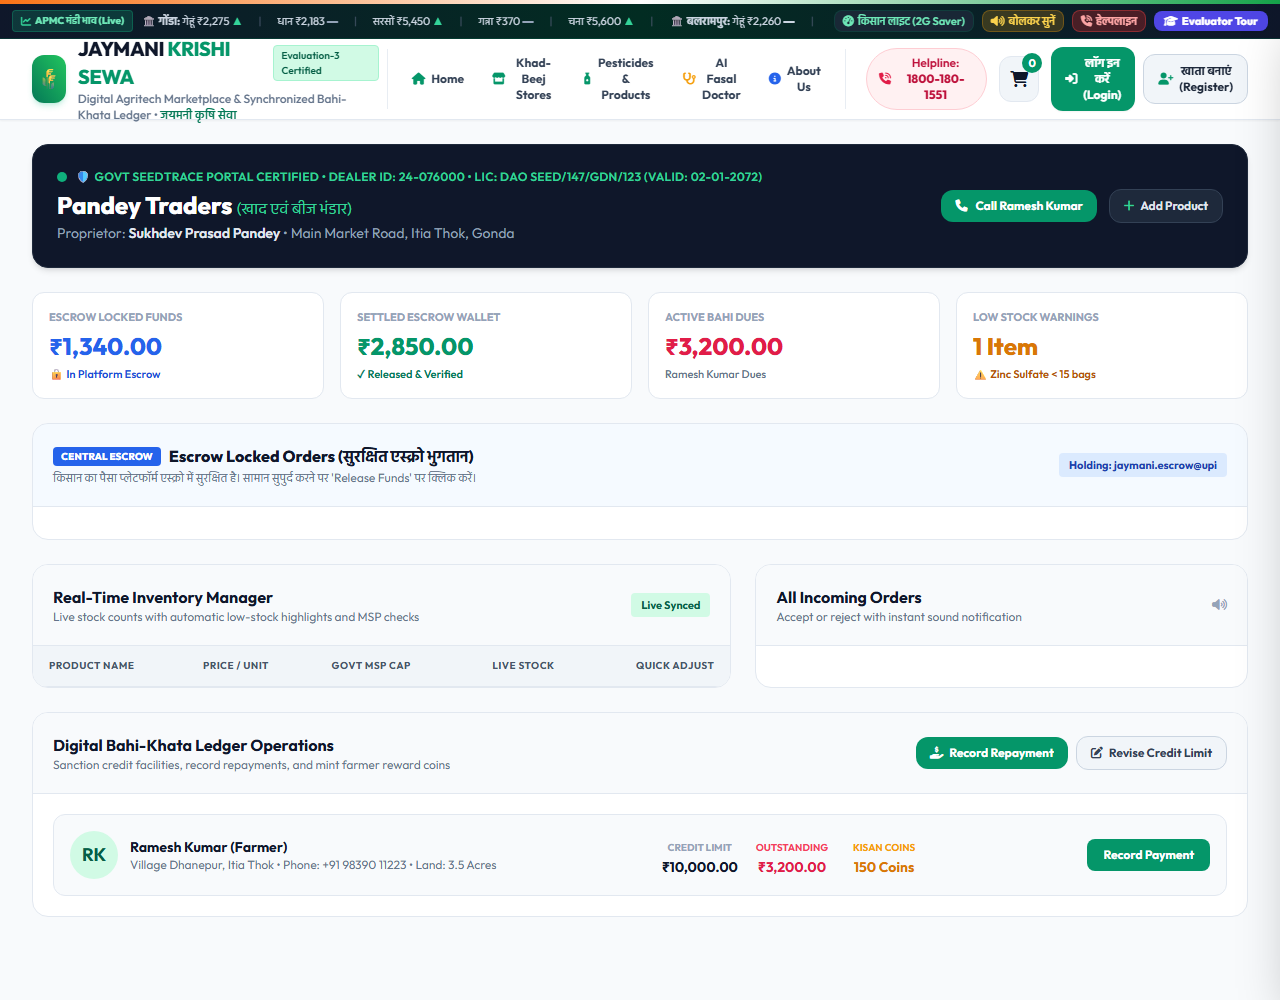 APMC मंडी भाव (Live)
गोंडा: गेहूं ₹2,275 ▲ | धान ₹2,183 — | सरसों ₹5,450 ▲ | गन्ना ₹370 — | चना ₹5,600 ▲ | बलरामपुर: गेहूं ₹2,260 — |
किसान लाइट (2G Saver)
बोलकर सुनें
हेल्पलाइन
Evaluator Tour
JAYMANI KRISHI SEWA
Evaluation-3 Certified
Digital Agritech Marketplace & Synchronized Bahi-Khata Ledger • जयमनी कृषि सेवा
Home
Khad-Beej Stores
Pesticides & Products
AI Fasal Doctor
About Us
Helpline: 1800-180-1551
0
लॉग इन करें (Login)
खाता बनाएं (Register)
GOVT SEEDTRACE PORTAL CERTIFIED • DEALER ID: 24-076000 • LIC: DAO SEED/147/GDN/123 (VALID: 02-01-2072)
Pandey Traders (खाद एवं बीज भंडार)
Proprietor: Sukhdev Prasad Pandey • Main Market Road, Itia Thok, Gonda
Call Ramesh Kumar
Add Product
ESCROW LOCKED FUNDS
₹1,340.00
In Platform Escrow
SETTLED ESCROW WALLET
₹2,850.00
✓ Released & Verified
ACTIVE BAHI DUES
₹3,200.00
Ramesh Kumar Dues
LOW STOCK WARNINGS
1 Item
Zinc Sulfate < 15 bags
CENTRAL ESCROW
Escrow Locked Orders (सुरक्षित एस्क्रो भुगतान)
किसान का पैसा प्लेटफॉर्म एस्क्रो में सुरक्षित है। सामान सुपुर्द करने पर 'Release Funds' पर क्लिक करें।
Holding: jaymani.escrow@upi
Real-Time Inventory Manager
Live stock counts with automatic low-stock highlights and MSP checks
Live Synced
PRODUCT NAME
PRICE / UNIT
GOVT MSP CAP
LIVE STOCK
QUICK ADJUST
All Incoming Orders
Accept or reject with instant sound notification
Digital Bahi-Khata Ledger Operations
Sanction credit facilities, record repayments, and mint farmer reward coins
Record Repayment
Revise Credit Limit
RK
Ramesh Kumar (Farmer)
Village Dhanepur, Itia Thok • Phone: +91 98390 11223 • Land: 3.5 Acres
CREDIT LIMIT
₹10,000.00
OUTSTANDING
₹3,200.00
KISAN COINS
150 Coins
Record Payment